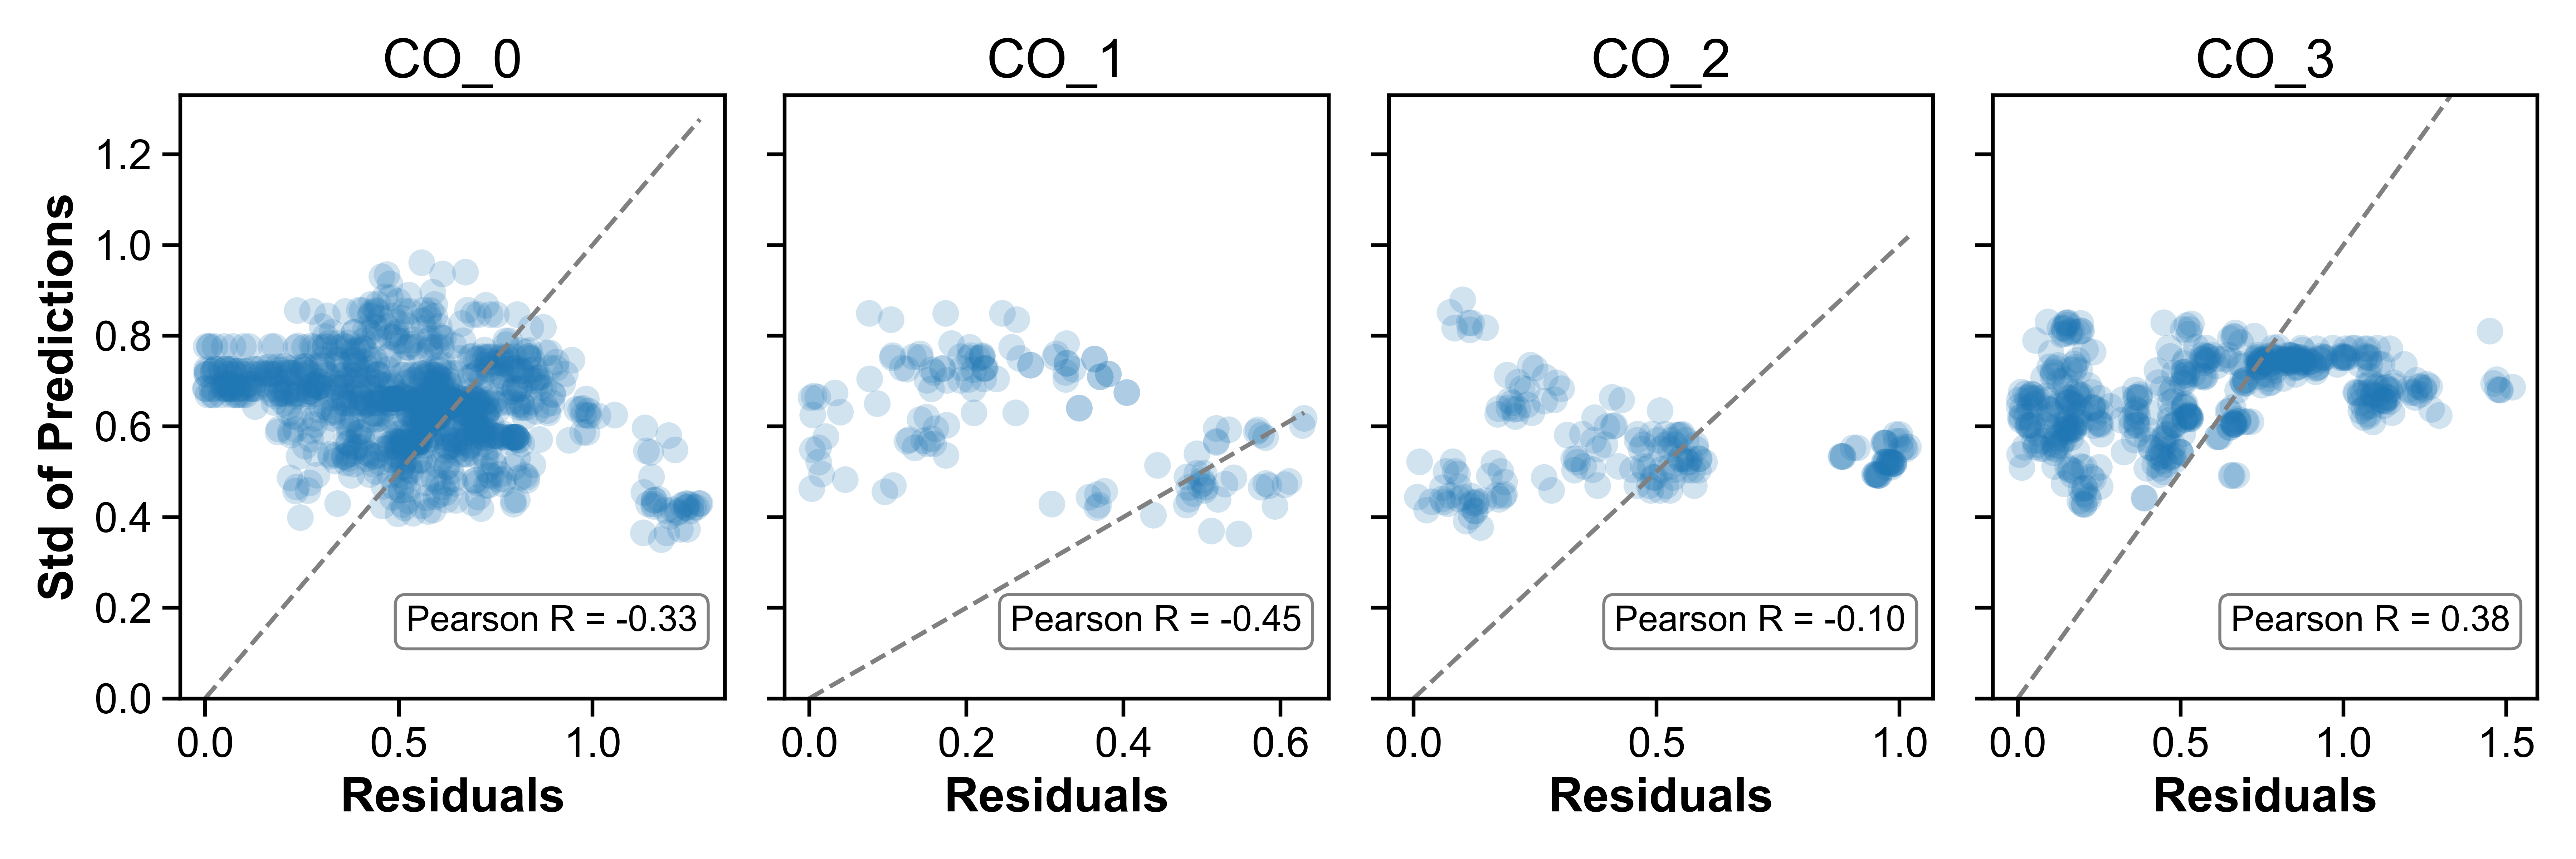 CO_0
CO_1
CO_2
CO_3
Std of Predictions
1.2
1.0
0.8
0.6
0.4
0.2
0.0
Pearson R = -0.33
Pearson R = -0.45
Pearson R = -0.10
Pearson R = 0.38
0.0 0.5 1.0
0.0 0.2 0.4 0.6
0.0 0.5 1.0
0.0 0.5 1.0 1.5
Residuals
Residuals
Residuals
Residuals